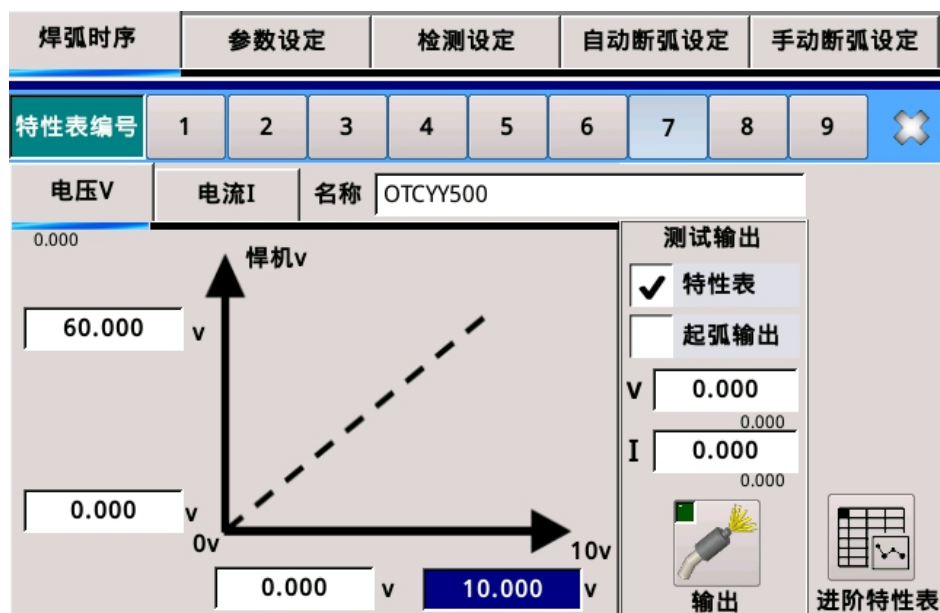 焊弧时序 参数设定 检测设定 自动断弧设定 手动断弧设定
特性表编号 1 2 3 4 5 6 7 8 9
电压V 电流I 名称 OTCYY500
0.000
悍机v
60.000 v
0.000 v
0v
10v
0.000 v 10.000 v
测试输出
特性表
起弧输出
V 0.000
0.000
I 0.000
0.000
输出
进阶特性表